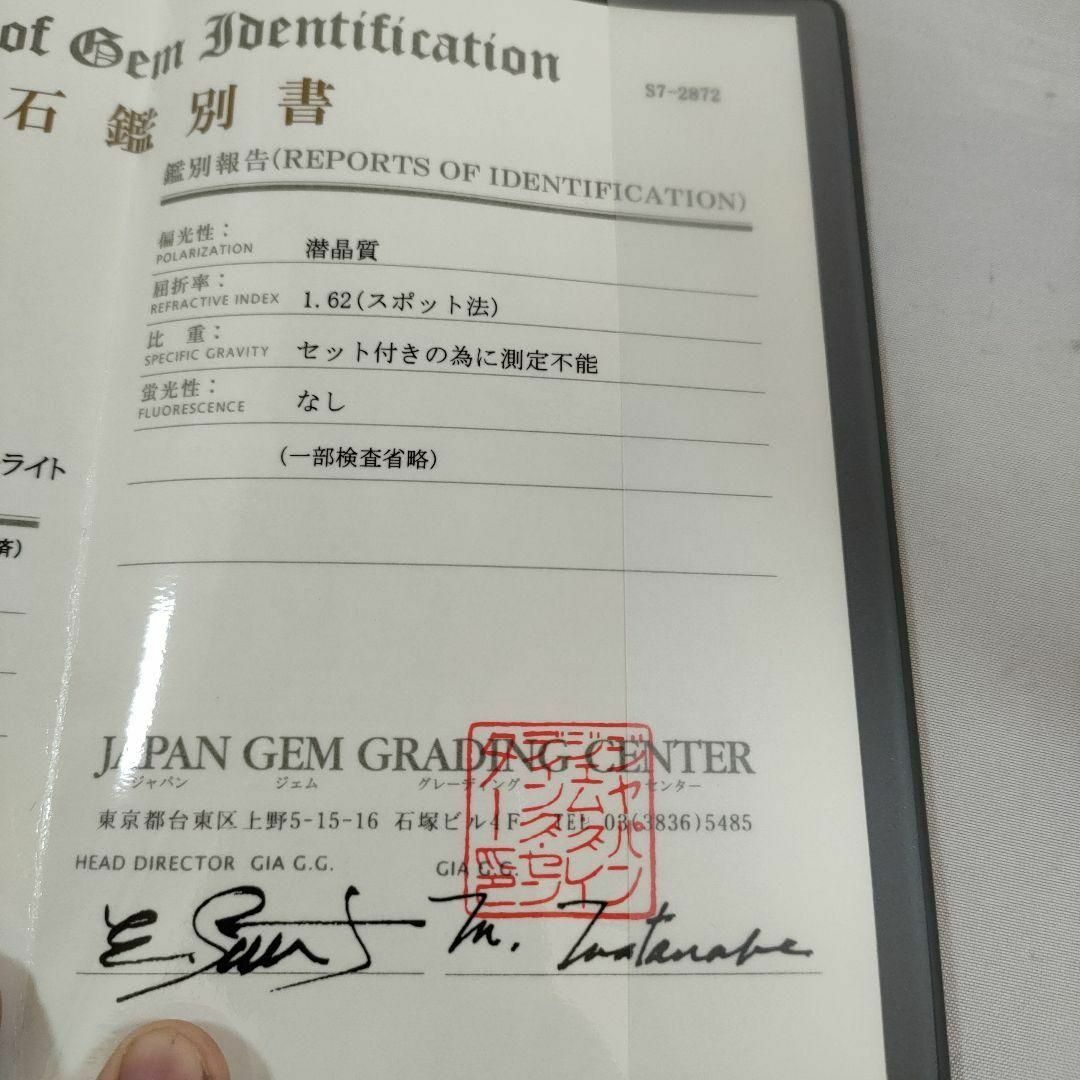 of Gem Identification
石鑑別書
S7-2872
鑑別報告(REPORTS OF IDENTIFICATION)
偏光性：
POLARIZATION
潜晶質
屈折率：
REFRACTIVE INDEX
1.62(スポット法)
比 重：
SPECIFIC GRAVITY
セット付きの為に測定不能
蛍光性：
FLUORESCENCE
なし
(一部検査省略)
ライト
済)
JAPAN GEM GRADING CENTER
ジャパン ジェム グレーディング センター
東京都台東区上野5-15-16 石塚ビル4F TEL 03(3836)5485
HEAD DIRECTOR GIA G.G. GIA G.G.
M. Watanabe